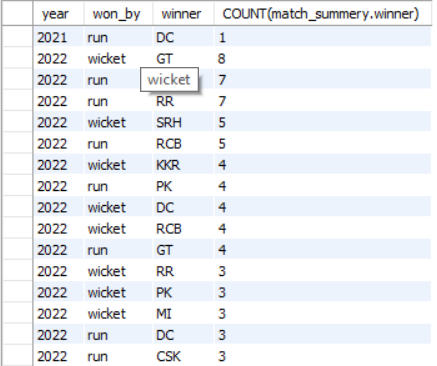 year won_by winner COUNT(match_summery.winner)
2021 run DC 1
2022 wicket GT 8
2022 run wicket 7
2022 run RR 7
2022 wicket SRH 5
2022 run RCB 5
2022 wicket KKR 4
2022 run PK 4
2022 wicket DC 4
2022 wicket RCB 4
2022 run GT 4
2022 wicket RR 3
2022 wicket PK 3
2022 wicket MI 3
2022 run DC 3
2022 run CSK 3